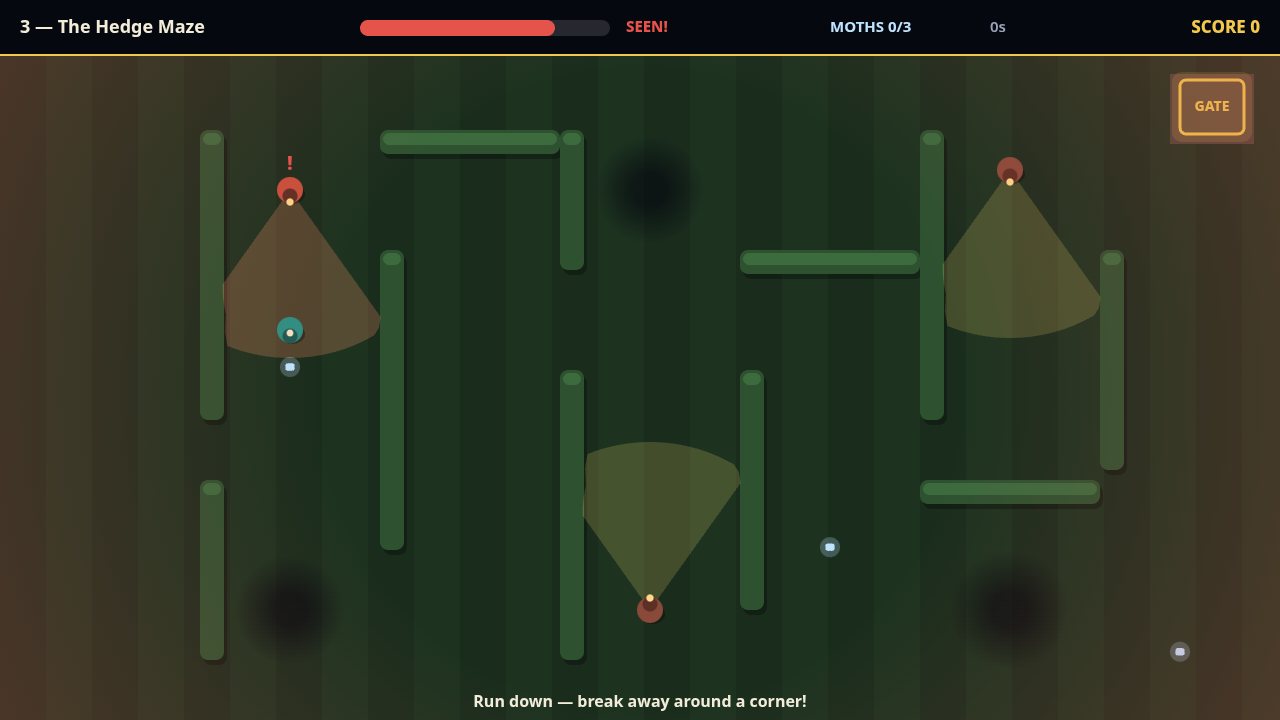 3 — The Hedge Maze
SEEN!
MOTHS 0/3
0s
SCORE 0
GATE
!
Run down — break away around a corner!